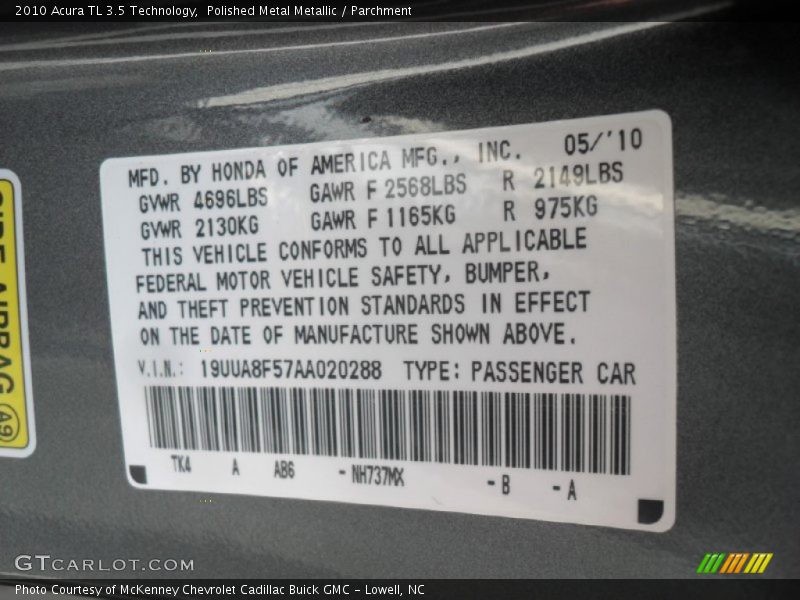 2010 Acura TL 3.5 Technology,  Polished Metal Metallic / Parchment
MFD. BY HONDA OF AMERICA MFG., INC. 05/'10
GVWR 4696LBS GAWR F 2568LBS R 2149LBS
GVWR 2130KG GAWR F 1165KG R 975KG
THIS VEHICLE CONFORMS TO ALL APPLICABLE
FEDERAL MOTOR VEHICLE SAFETY, BUMPER,
AND THEFT PREVENTION STANDARDS IN EFFECT
ON THE DATE OF MANUFACTURE SHOWN ABOVE.
V.I.N.: 19UUA8F57AA020288 TYPE: PASSENGER CAR
TK4 A AB6 -NH737MX -B -A
SIDE AIRBAG A9
GTCARLOT.COM
Photo Courtesy of McKenney Chevrolet Cadillac Buick GMC - Lowell, NC